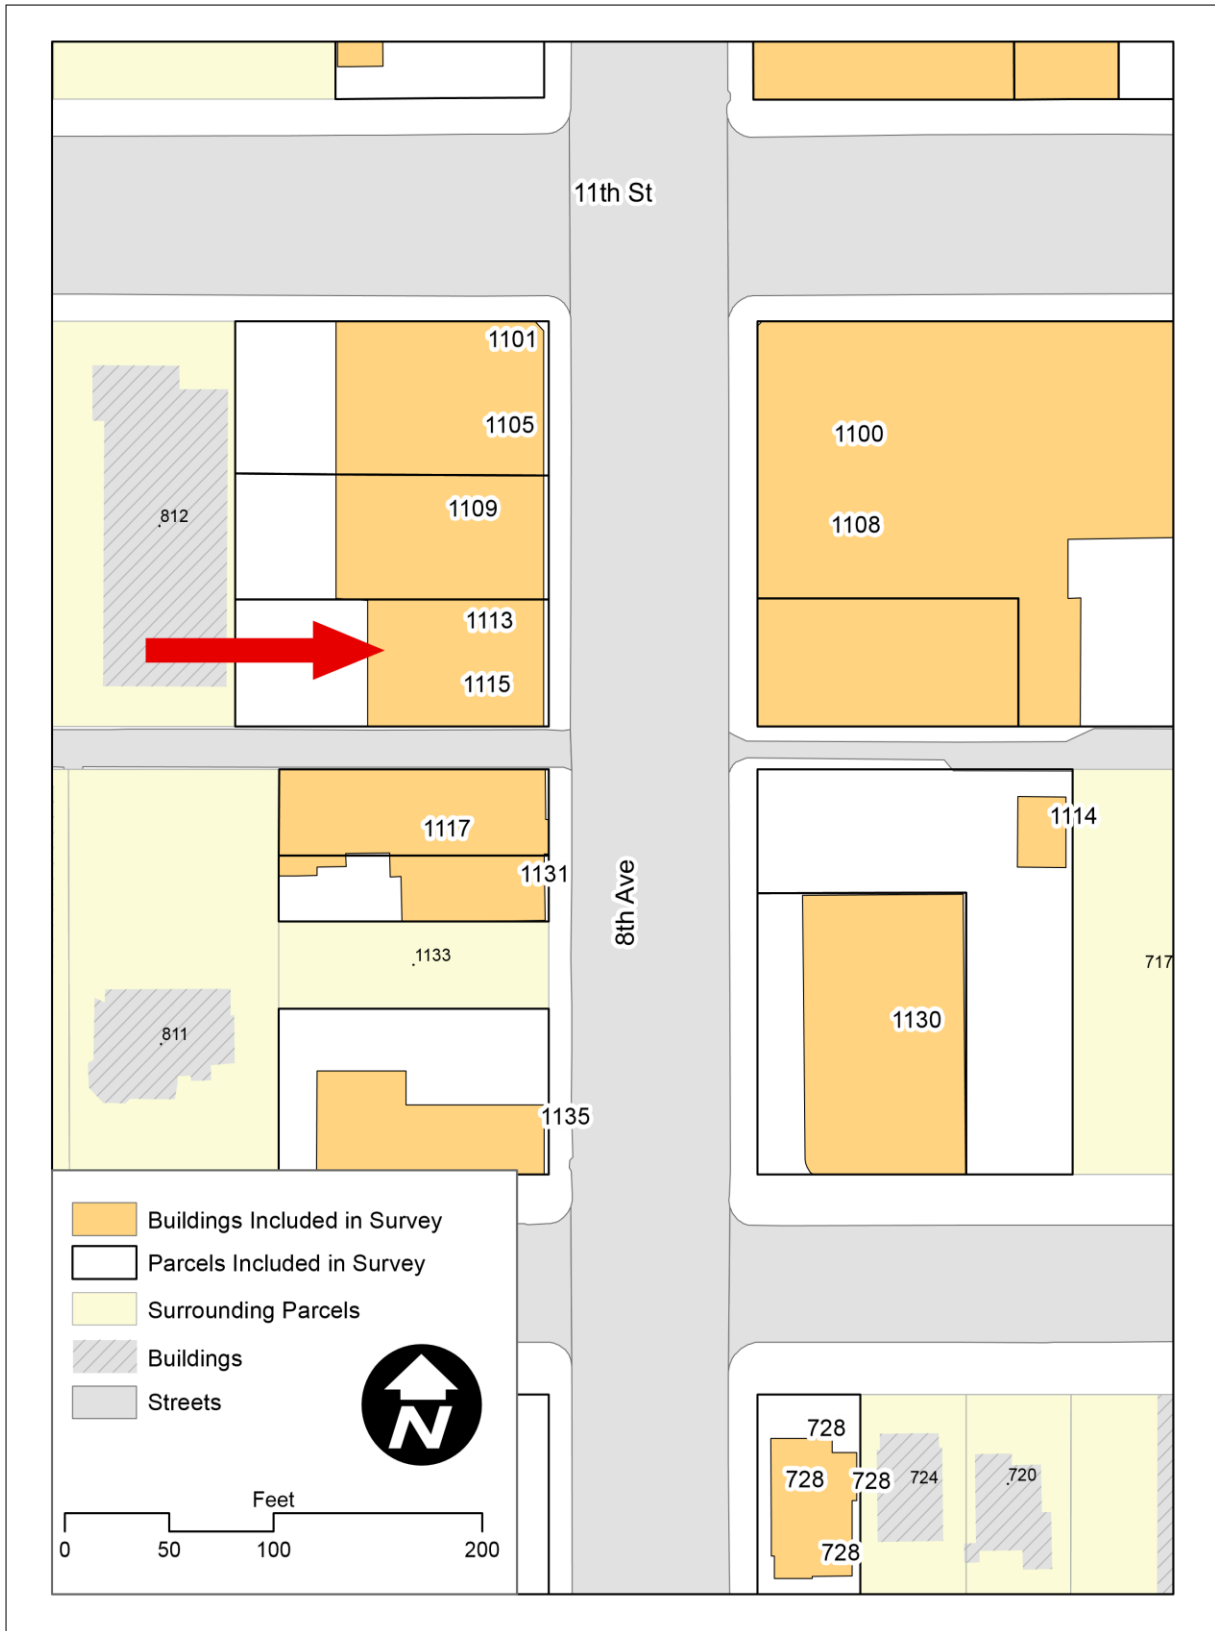 11th St
1101
1105
1100
1109
812
1108
1113
1115
1114
1117
1131
8th Ave
1133
717
1130
811
1135
Buildings Included in Survey
Parcels Included in Survey
Surrounding Parcels
Buildings
Streets
N
Feet
0 50 100 200
728
728 728 724 720
728